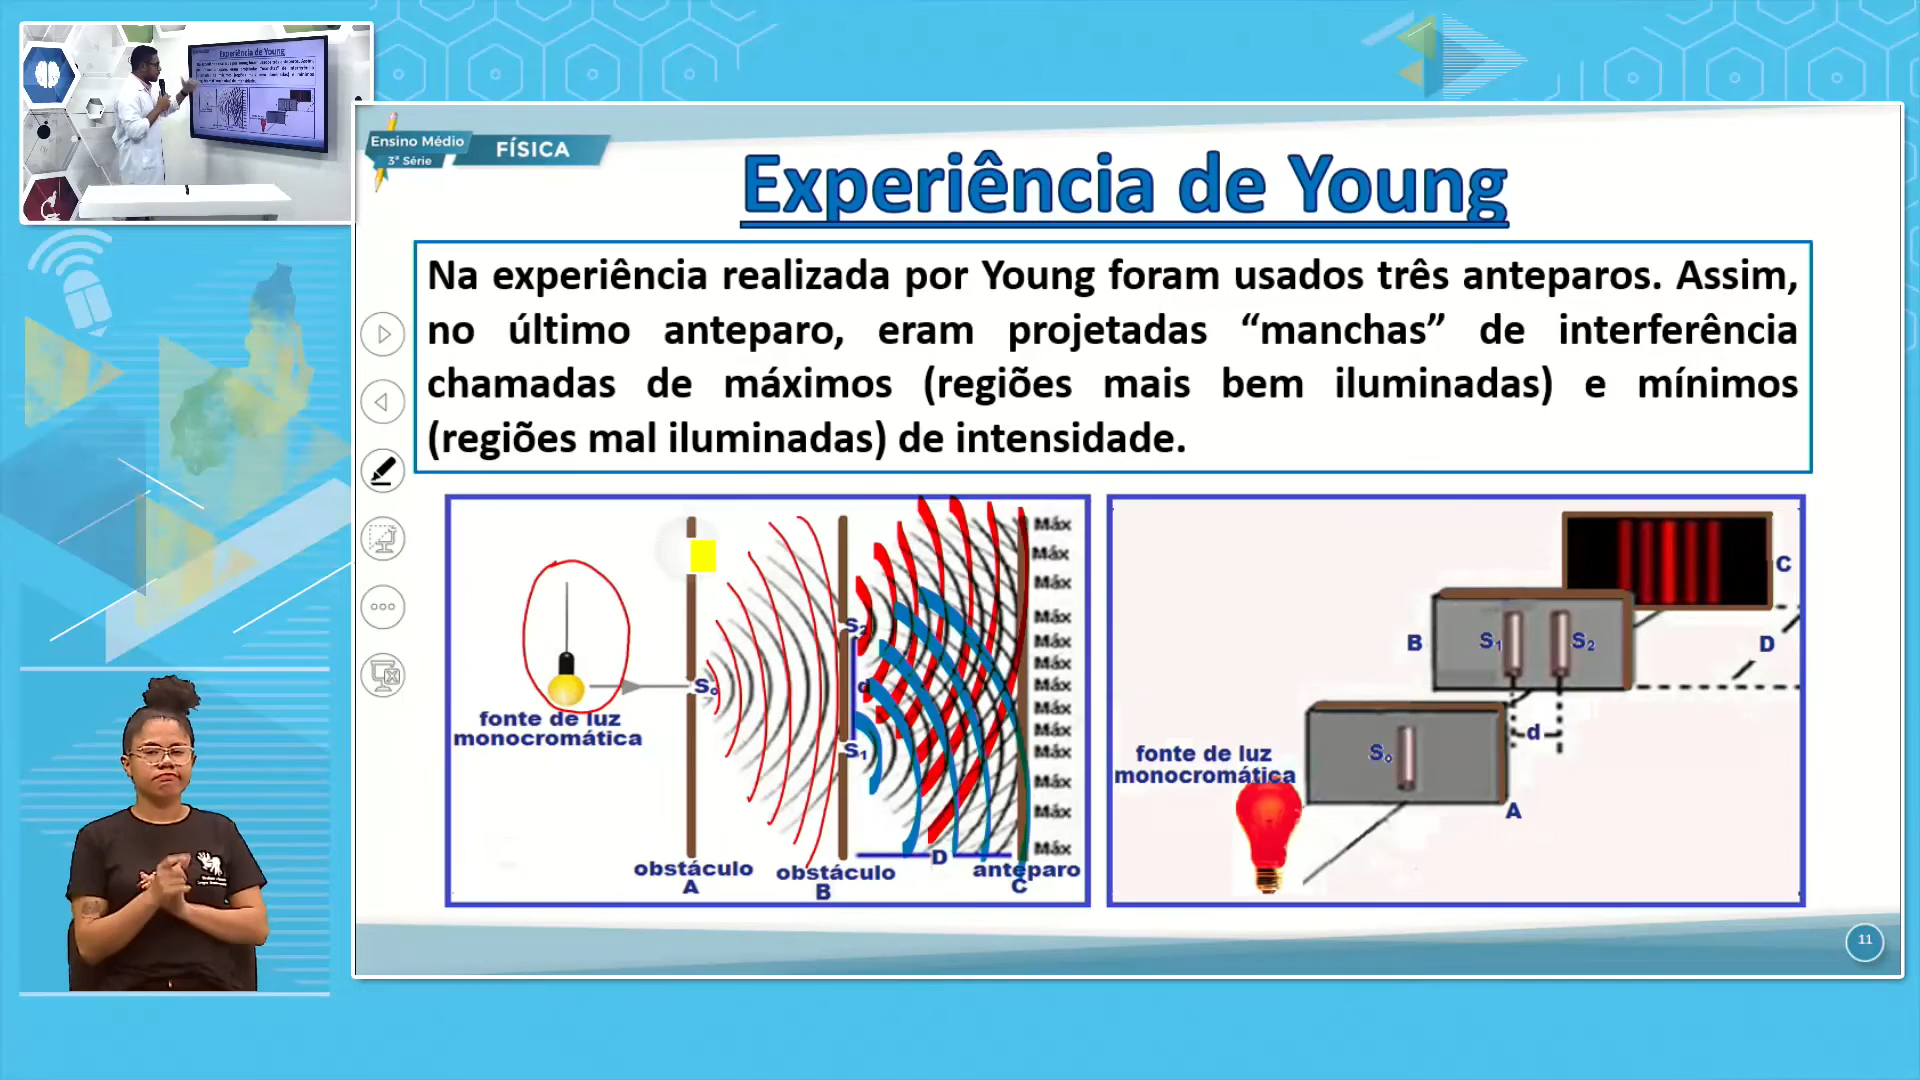 Experiência de Young
Ensino Médio
3ª Série
FÍSICA
Experiência de Young
Na experiência realizada por Young foram usados três anteparos. Assim,
no último anteparo, eram projetadas “manchas” de interferência
chamadas de máximos (regiões mais bem iluminadas) e mínimos
(regiões mal iluminadas) de intensidade.
Máx
Máx
Máx
Máx
Máx
Máx
Máx
Máx
Máx
Máx
Máx
Máx
Máx
S₂
d
S₀
S₁
fonte de luz
monocromática
D
obstáculo
A
obstáculo
B
anteparo
C
C
B
S₁
S₂
D
d
S₀
A
fonte de luz
monocromática
11